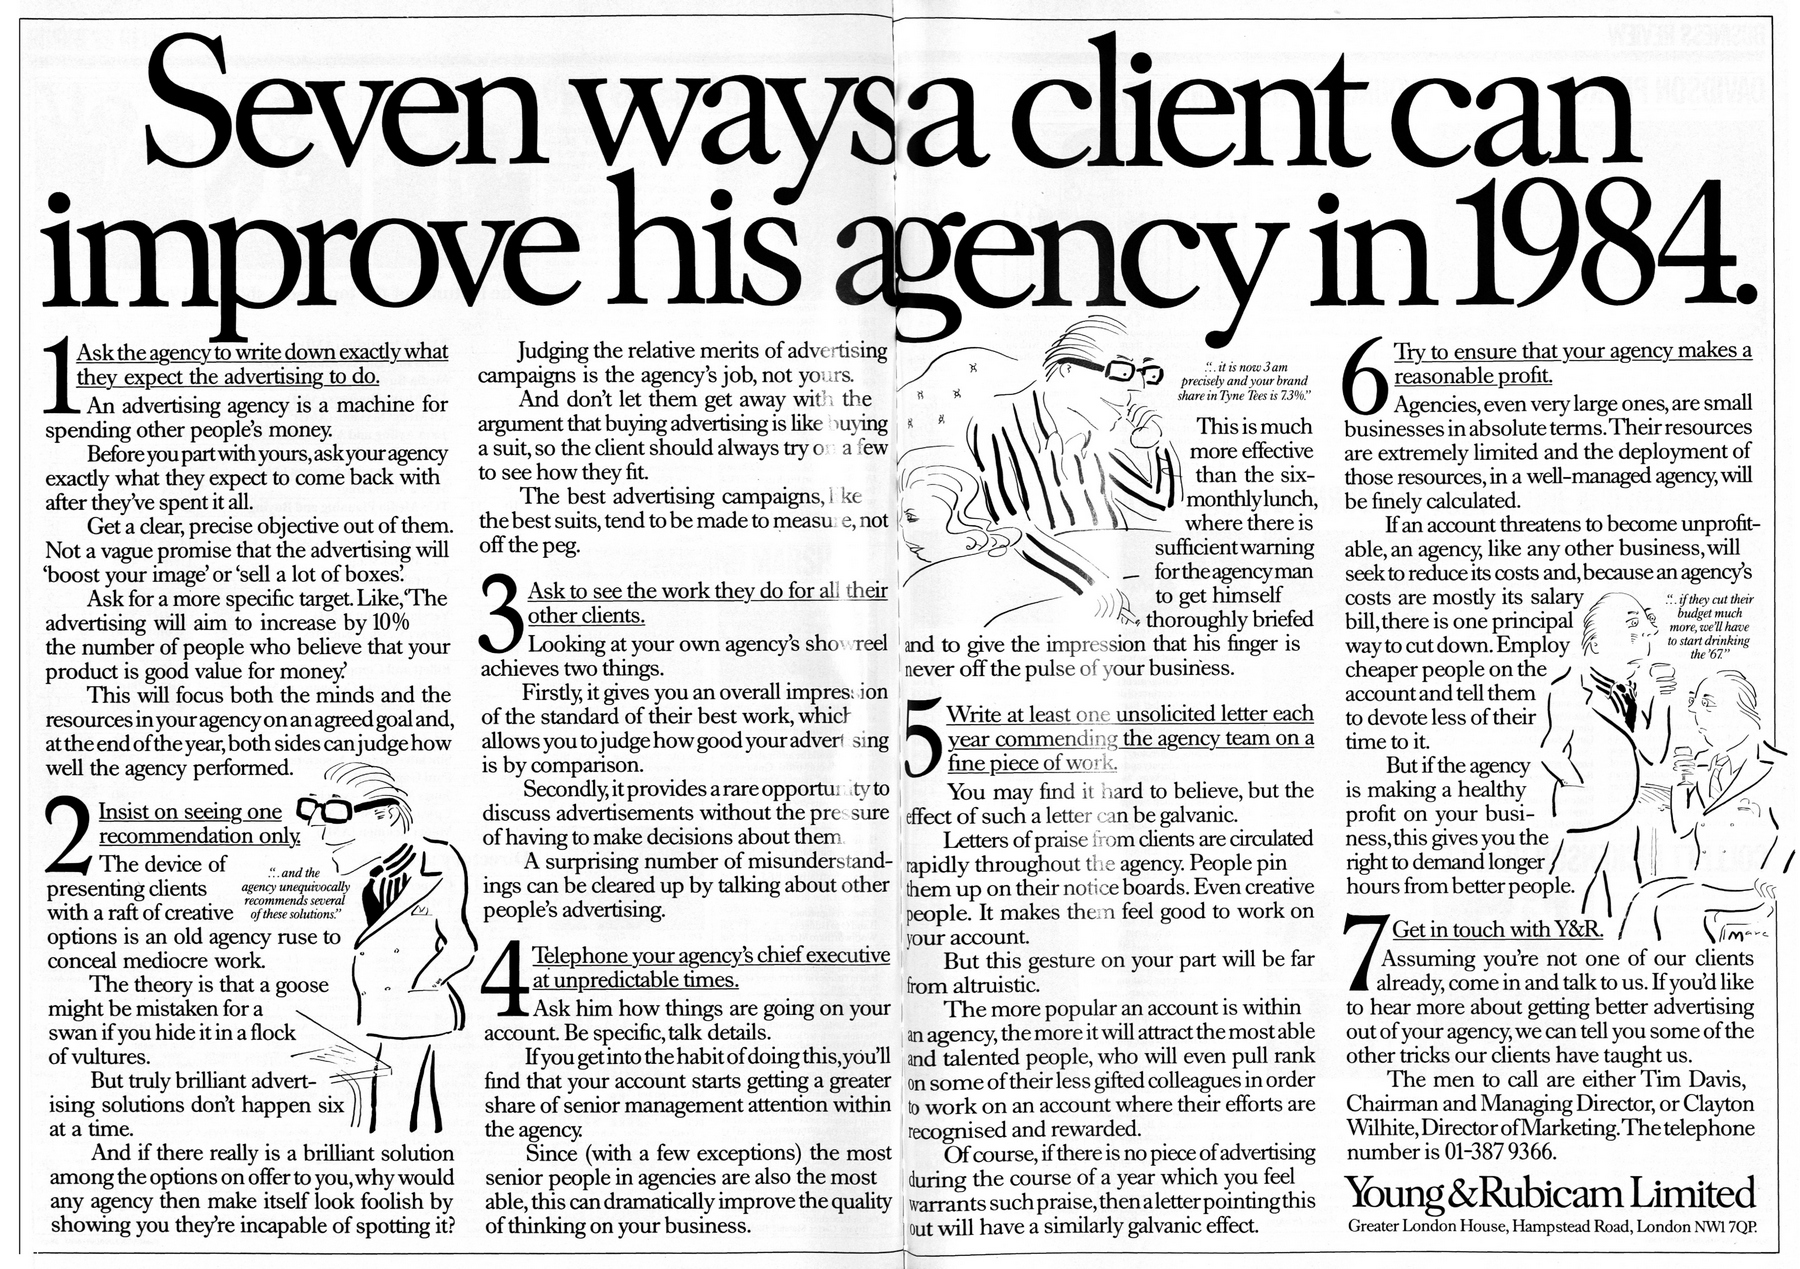 Seven ways a client can
improve his agency in 1984.
1 Ask the agency to write down exactly what
they expect the advertising to do.
An advertising agency is a machine for
spending other people's money.
Before you part with yours, ask your agency
exactly what they expect to come back with
after they've spent it all.
Get a clear, precise objective out of them.
Not a vague promise that the advertising will
'boost your image' or 'sell a lot of boxes'.
Ask for a more specific target. Like, 'The
advertising will aim to increase by 10%
the number of people who believe that your
product is good value for money.'
This will focus both the minds and the
resources in your agency on an agreed goal and,
at the end of the year, both sides can judge how
well the agency performed.
2 Insist on seeing one
recommendation only.
The device of
presenting clients
with a raft of creative
options is an old agency ruse to
conceal mediocre work.
The theory is that a goose
might be mistaken for a
swan if you hide it in a flock
of vultures.
But truly brilliant advert-
ising solutions don't happen six
at a time.
And if there really is a brilliant solution
among the options on offer to you, why would
any agency then make itself look foolish by
showing you they're incapable of spotting it?
"...and the
agency unequivocally
recommends several
of these solutions."
Judging the relative merits of advertising
campaigns is the agency's job, not yours.
And don't let them get away with the
argument that buying advertising is like buying
a suit, so the client should always try on a few
to see how they fit.
The best advertising campaigns, like
the best suits, tend to be made to measure, not
off the peg.
3 Ask to see the work they do for all their
other clients.
Looking at your own agency's showreel
achieves two things.
Firstly, it gives you an overall impression
of the standard of their best work, which
allows you to judge how good your advertising
is by comparison.
Secondly, it provides a rare opportunity to
discuss advertisements without the pressure
of having to make decisions about them.
A surprising number of misunderstand-
ings can be cleared up by talking about other
people's advertising.
4 Telephone your agency's chief executive
at unpredictable times.
Ask him how things are going on your
account. Be specific, talk details.
If you get into the habit of doing this, you'll
find that your account starts getting a greater
share of senior management attention within
the agency.
Since (with a few exceptions) the most
senior people in agencies are also the most
able, this can dramatically improve the quality
of thinking on your business.
"...it is now 3am
precisely and your brand
share in Tyne Tees is 7.3%."
This is much
more effective
than the six-
monthly lunch,
where there is
sufficient warning
for the agency man
to get himself
thoroughly briefed
and to give the impression that his finger is
never off the pulse of your business.
5 Write at least one unsolicited letter each
year commending the agency team on a
fine piece of work.
You may find it hard to believe, but the
effect of such a letter can be galvanic.
Letters of praise from clients are circulated
rapidly throughout the agency. People pin
them up on their notice boards. Even creative
people. It makes them feel good to work on
your account.
But this gesture on your part will be far
from altruistic.
The more popular an account is within
an agency, the more it will attract the most able
and talented people, who will even pull rank
on some of their less gifted colleagues in order
to work on an account where their efforts are
recognised and rewarded.
Of course, if there is no piece of advertising
during the course of a year which you feel
warrants such praise, then a letter pointing this
out will have a similarly galvanic effect.
6 Try to ensure that your agency makes a
reasonable profit.
Agencies, even very large ones, are small
businesses in absolute terms. Their resources
are extremely limited and the deployment of
those resources, in a well-managed agency, will
be finely calculated.
If an account threatens to become unprofit-
able, an agency, like any other business, will
seek to reduce its costs and, because an agency's
costs are mostly its salary
bill, there is one principal
way to cut down. Employ
cheaper people on the
account and tell them
to devote less of their
time to it.
But if the agency
is making a healthy
profit on your busi-
ness, this gives you the
right to demand longer
hours from better people.
"...if they cut their
budget much
more, we'll have
to start drinking
the '67."
Marc
7 Get in touch with Y&R.
Assuming you're not one of our clients
already, come in and talk to us. If you'd like
to hear more about getting better advertising
out of your agency, we can tell you some of the
other tricks our clients have taught us.
The men to call are either Tim Davis,
Chairman and Managing Director, or Clayton
Wilhite, Director of Marketing. The telephone
number is 01-387 9366.
Young & Rubicam Limited
Greater London House, Hampstead Road, London NW1 7QP.